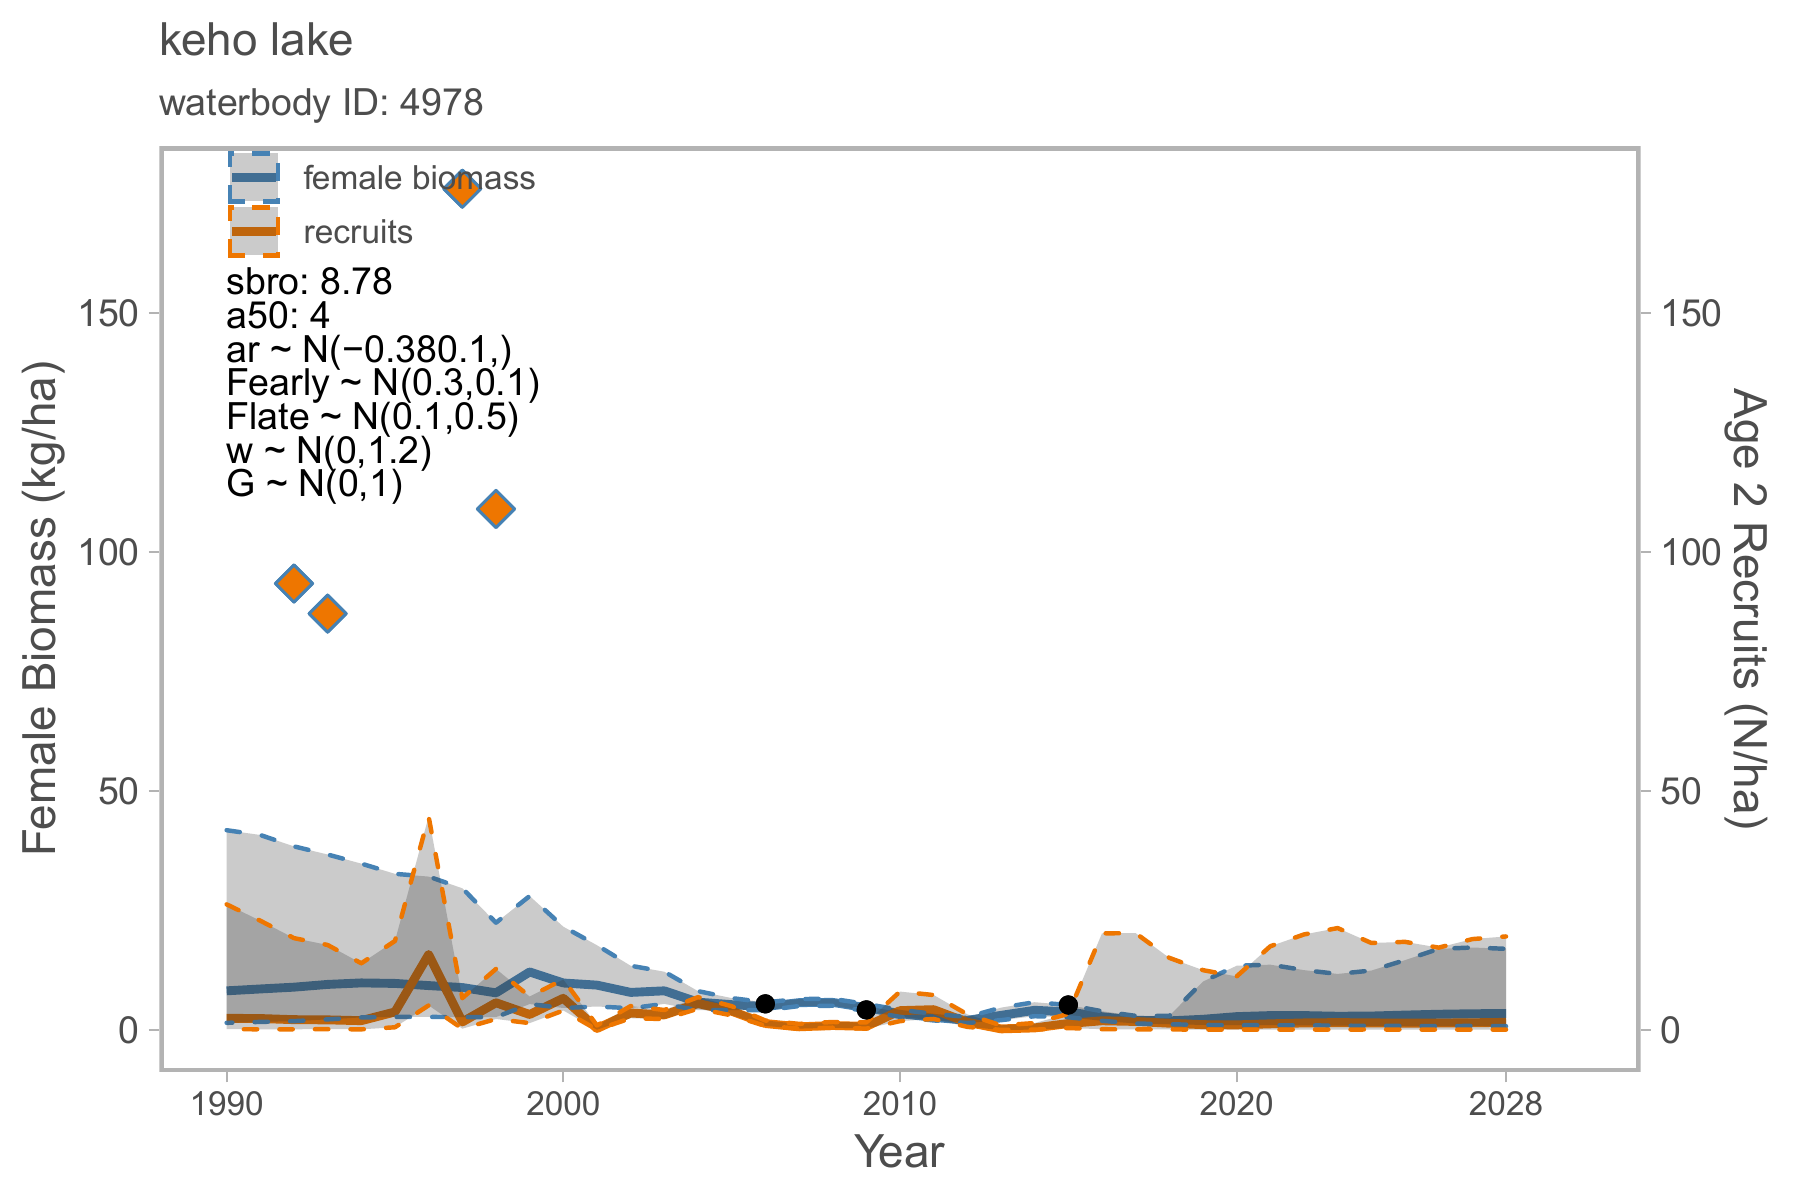 keho lake
waterbody ID: 4978
female biomass
recruits
sbro: 8.78
a50: 4
ar ~ N(−0.380.1,)
Fearly ~ N(0.3,0.1)
Flate ~ N(0.1,0.5)
w ~ N(0,1.2)
G ~ N(0,1)
Female Biomass (kg/ha)
150
100
50
0
150
100
50
0
Age 2 Recruits (N/ha)
1990
2000
2010
2020
2028
Year